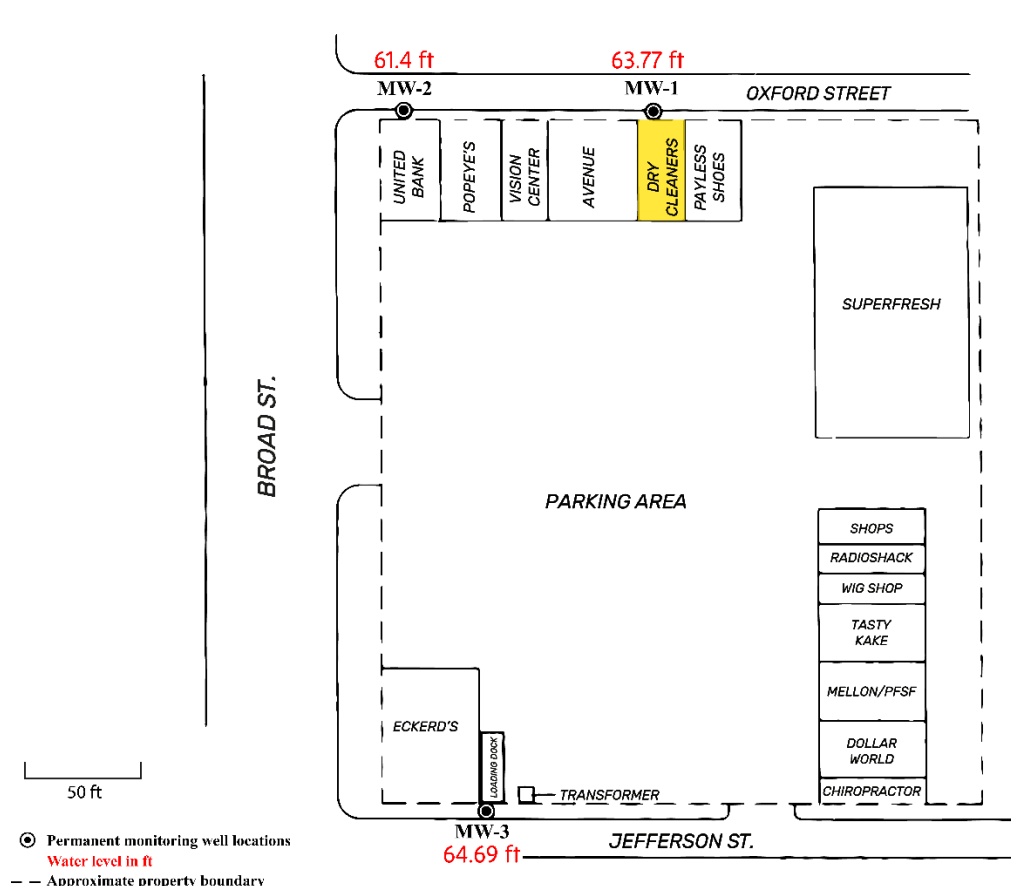 61.4 ft
63.77 ft
MW-2
MW-1
OXFORD STREET
UNITED
BANK
POPEYE'S
VISION
CENTER
AVENUE
DRY
CLEANERS
PAYLESS
SHOES
SUPERFRESH
BROAD ST.
PARKING AREA
SHOPS
RADIOSHACK
WIG SHOP
TASTY
KAKE
MELLON/PFSF
DOLLAR
WORLD
CHIROPRACTOR
ECKERD'S
LOADING DOCK
TRANSFORMER
50 ft
MW-3
64.69 ft
JEFFERSON ST.
Permanent monitoring well locations
Water level in ft
Approximate property boundary